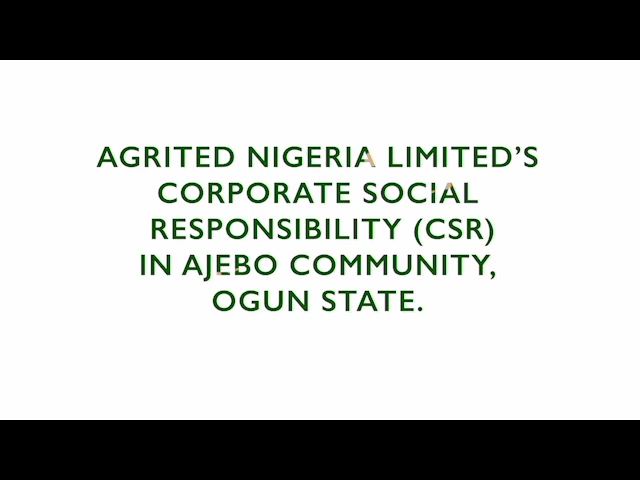 AGRITED NIGERIA LIMITED'S
CORPORATE SOCIAL
RESPONSIBILITY (CSR)
IN AJEBO COMMUNITY,
OGUN STATE.